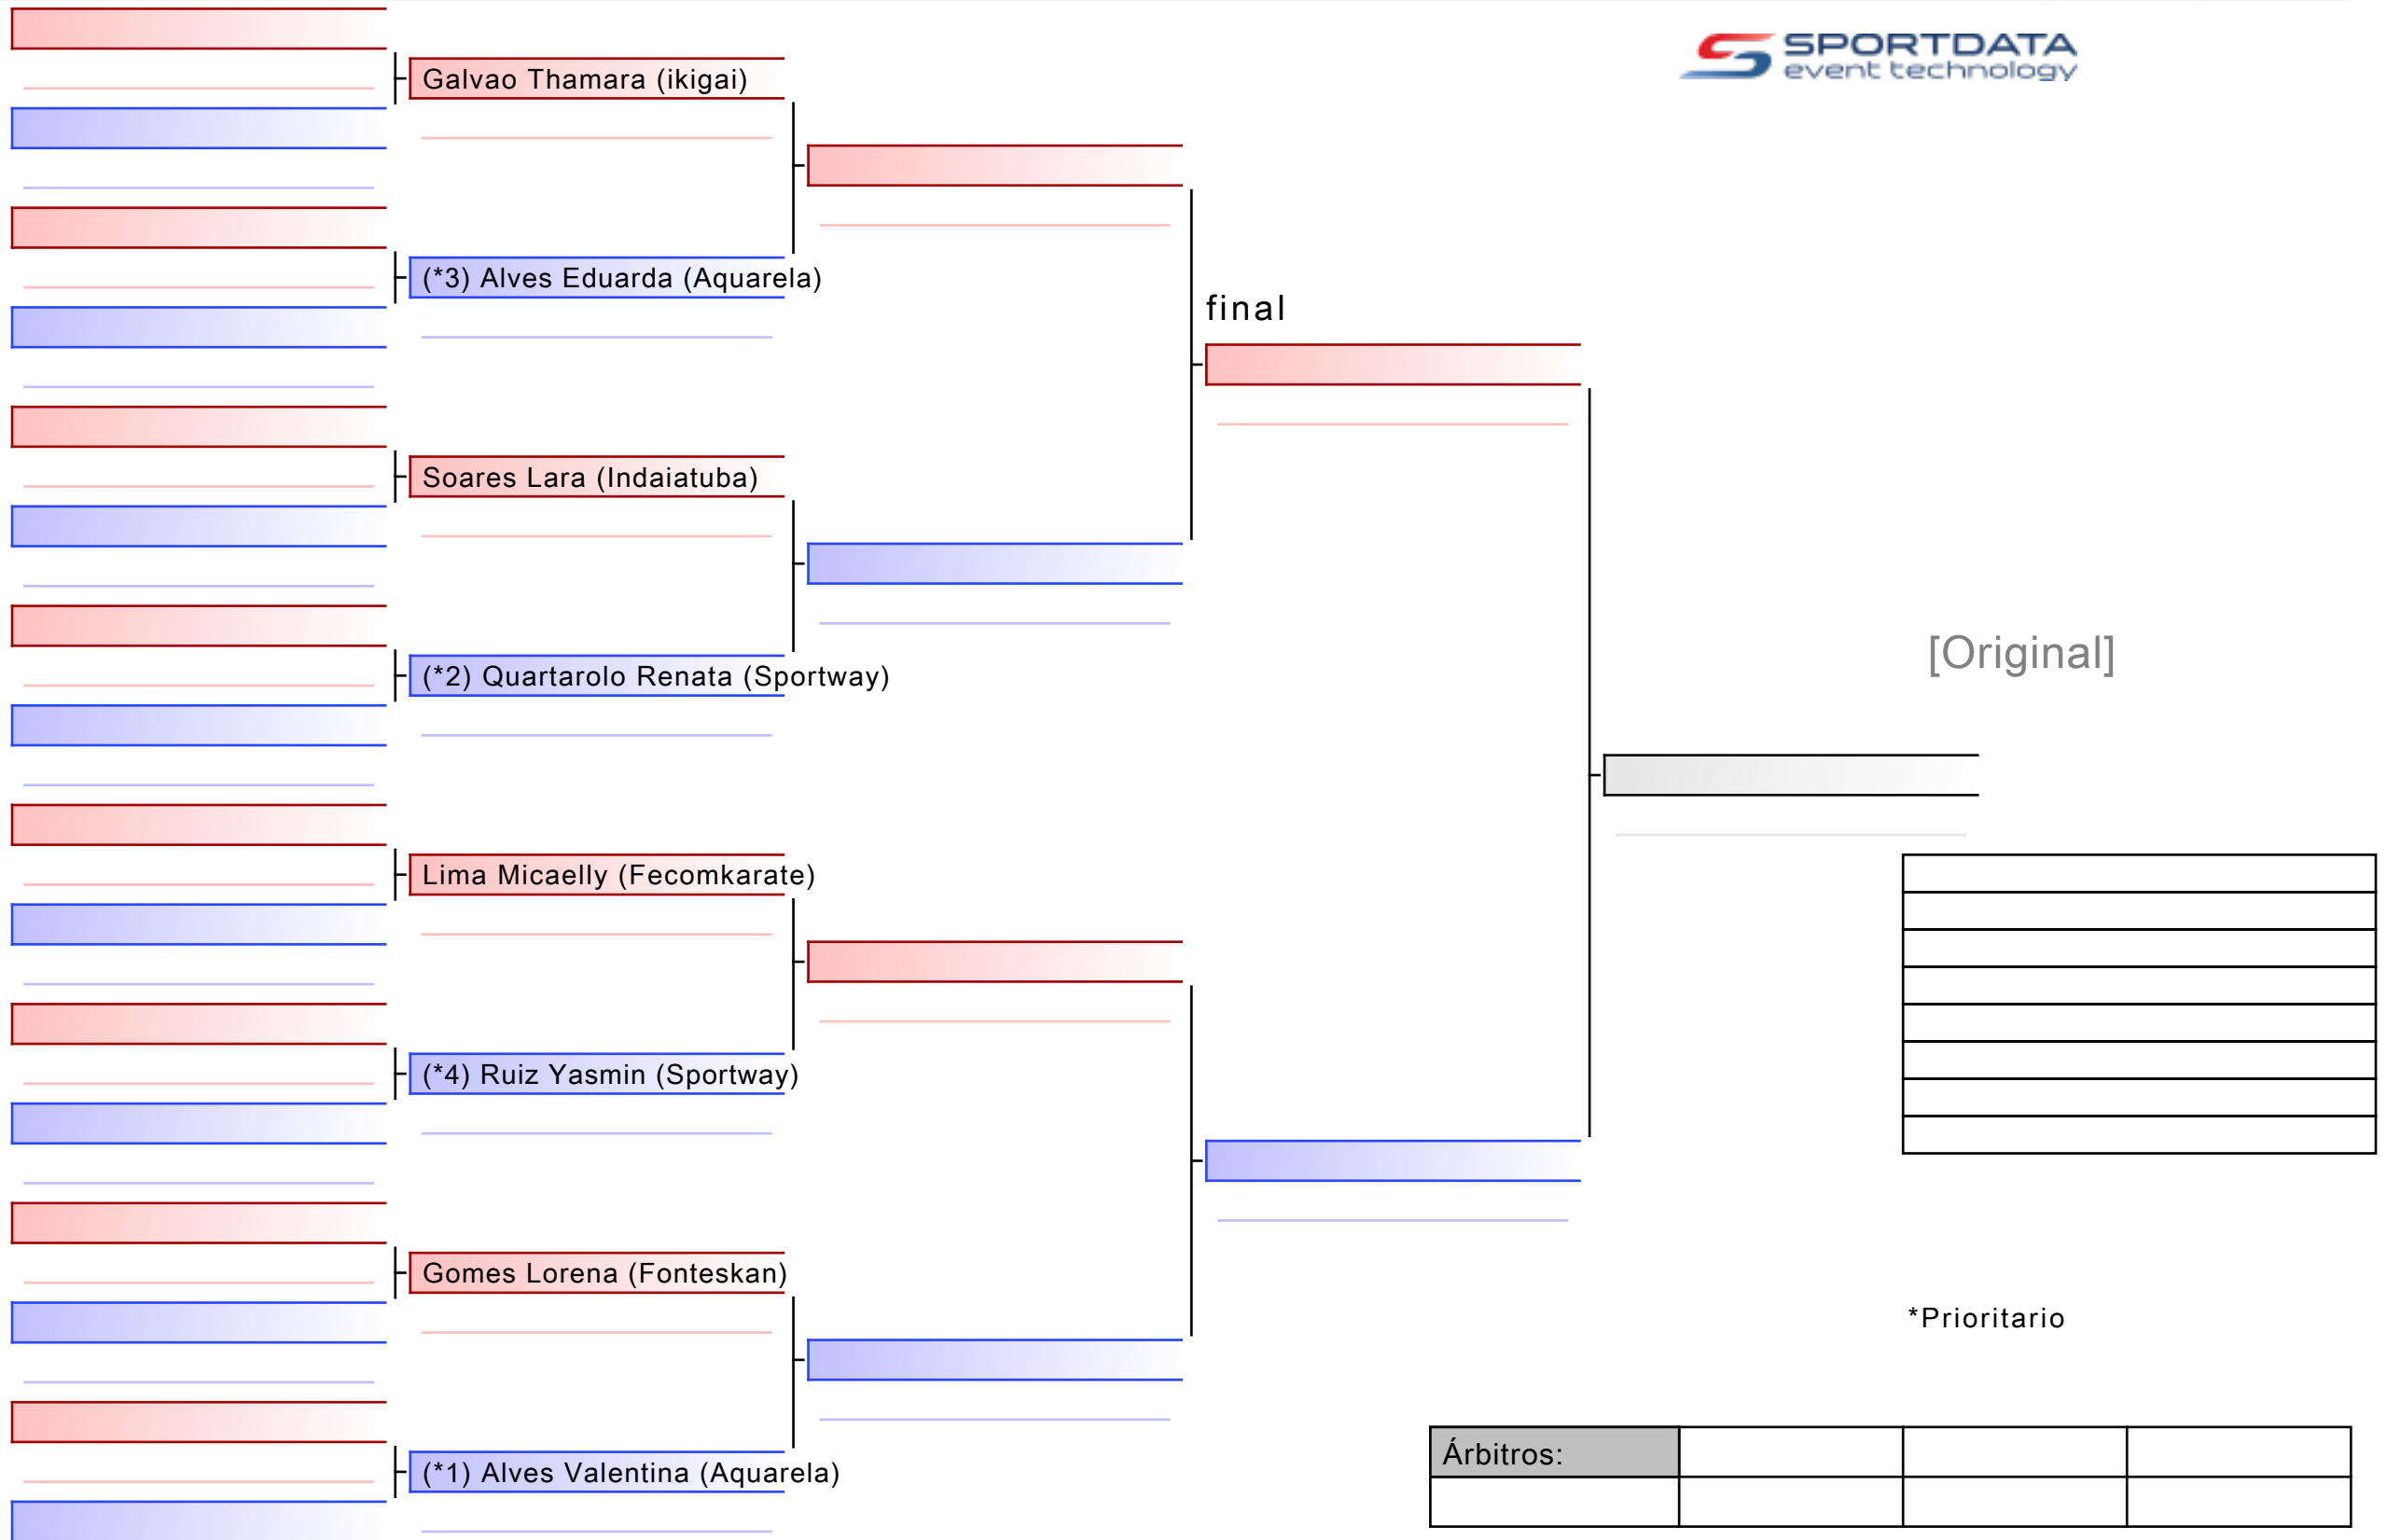 SPORTDATA
event technology
Galvao Thamara (ikigai)
(*3) Alves Eduarda (Aquarela)
final
Soares Lara (Indaiatuba)
[Original]
(*2) Quartarolo Renata (Sportway)
Lima Micaelly (Fecomkarate)
(*4) Ruiz Yasmin (Sportway)
Gomes Lorena (Fonteskan)
*Prioritario
(*1) Alves Valentina (Aquarela)
Árbitros: